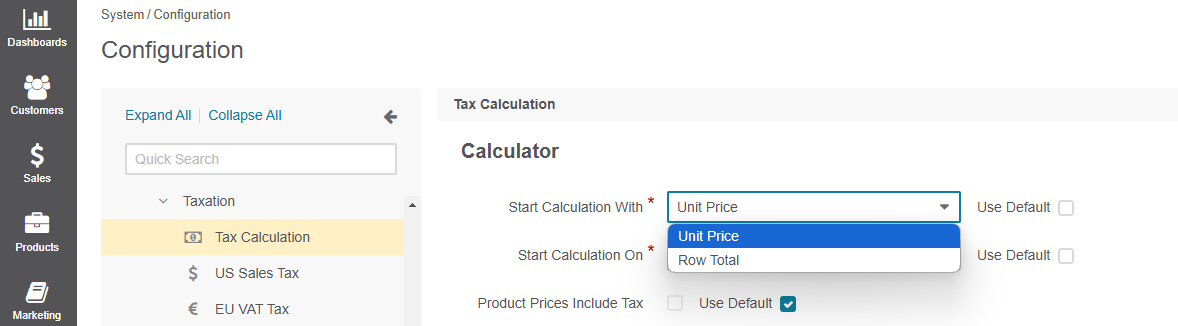 System / Configuration
Configuration
Dashboards
Customers
Sales
Products
Marketing
Expand All | Collapse All
Quick Search
Taxation
Tax Calculation
US Sales Tax
EU VAT Tax
Tax Calculation
Calculator
Start Calculation With * Unit Price Use Default
Unit Price
Row Total
Start Calculation On * Use Default
Product Prices Include Tax Use Default